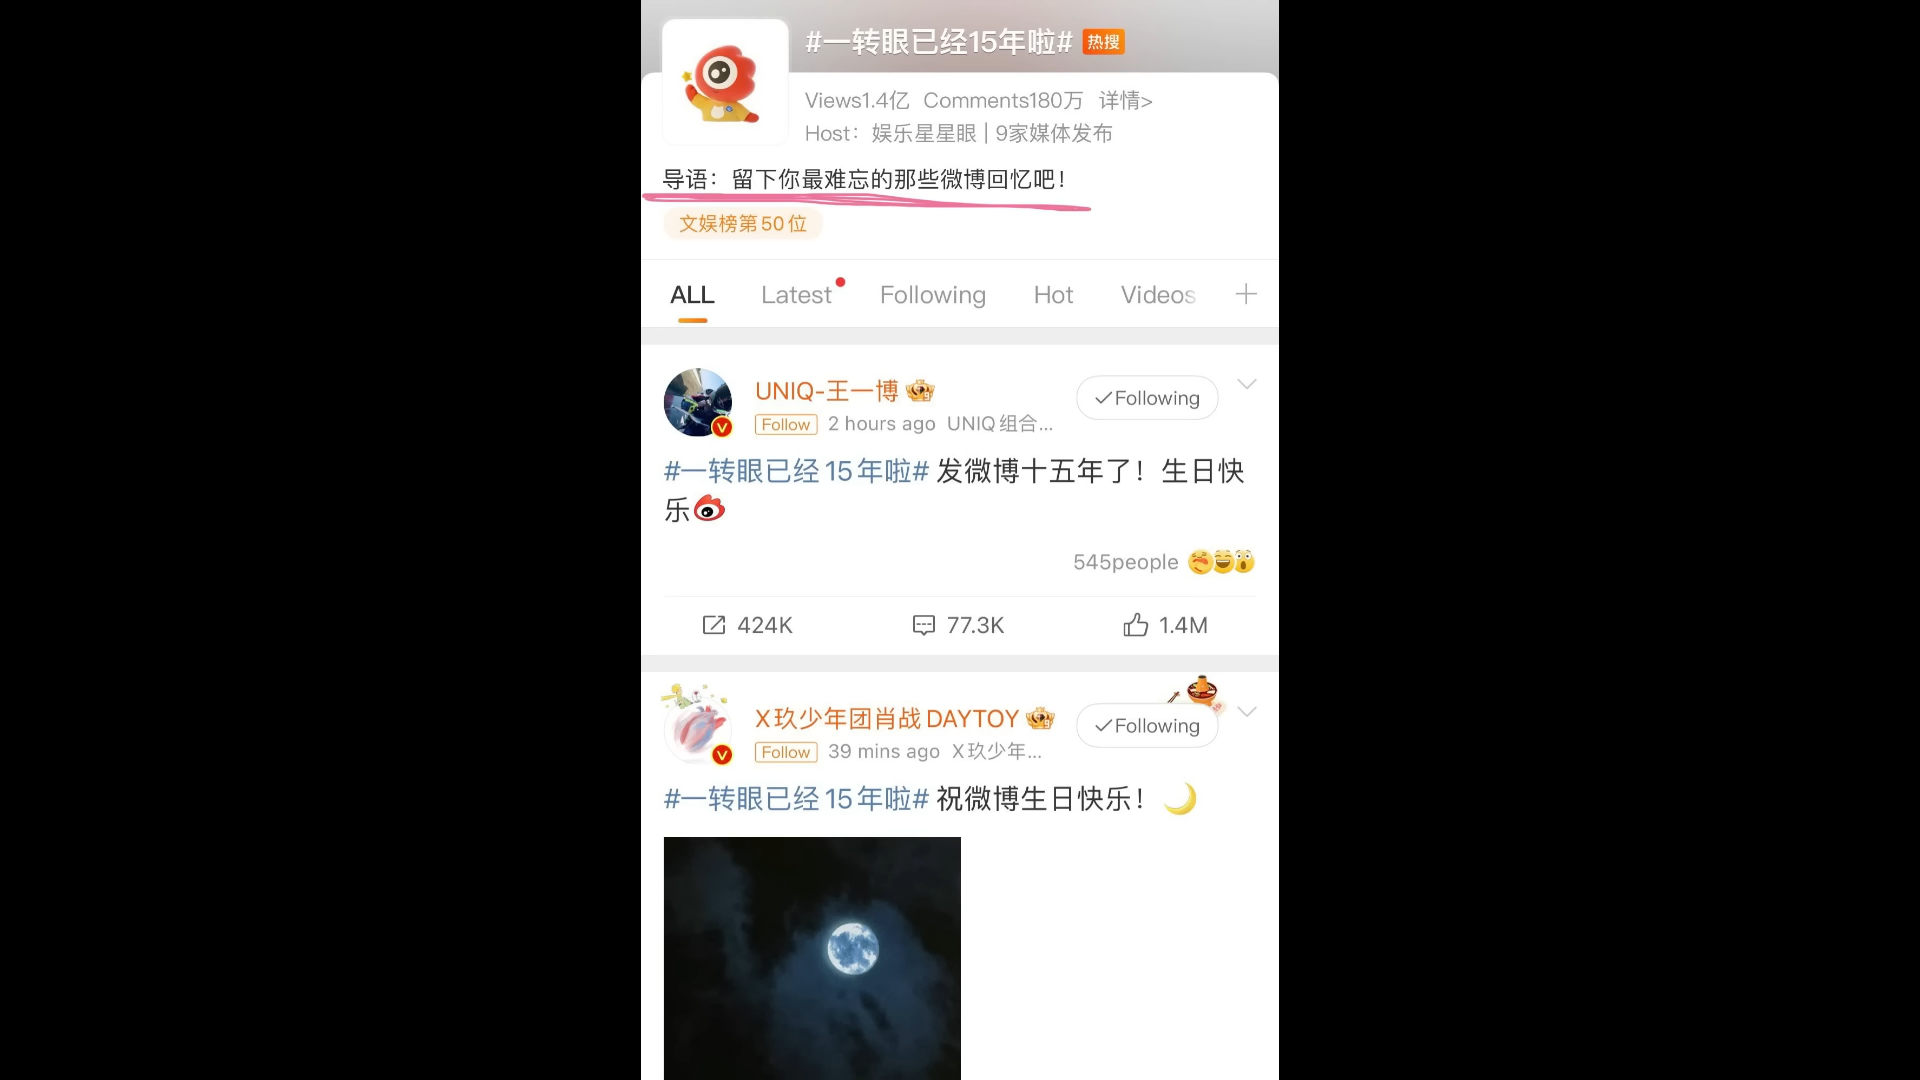 #一转眼已经15年啦# 热搜
Views1.4亿 Comments180万 详情>
Host：娱乐星星眼 | 9家媒体发布
导语：留下你最难忘的那些微博回忆吧！
文娱榜第50位
ALL Latest Following Hot Videos
UNIQ-王一博
Following
Follow 2 hours ago UNIQ组合...
#一转眼已经15年啦# 发微博十五年了！生日快
乐
545people
424K 77.3K 1.4M
X玖少年团肖战DAYTOY
Following
Follow 39 mins ago X玖少年...
#一转眼已经15年啦# 祝微博生日快乐！